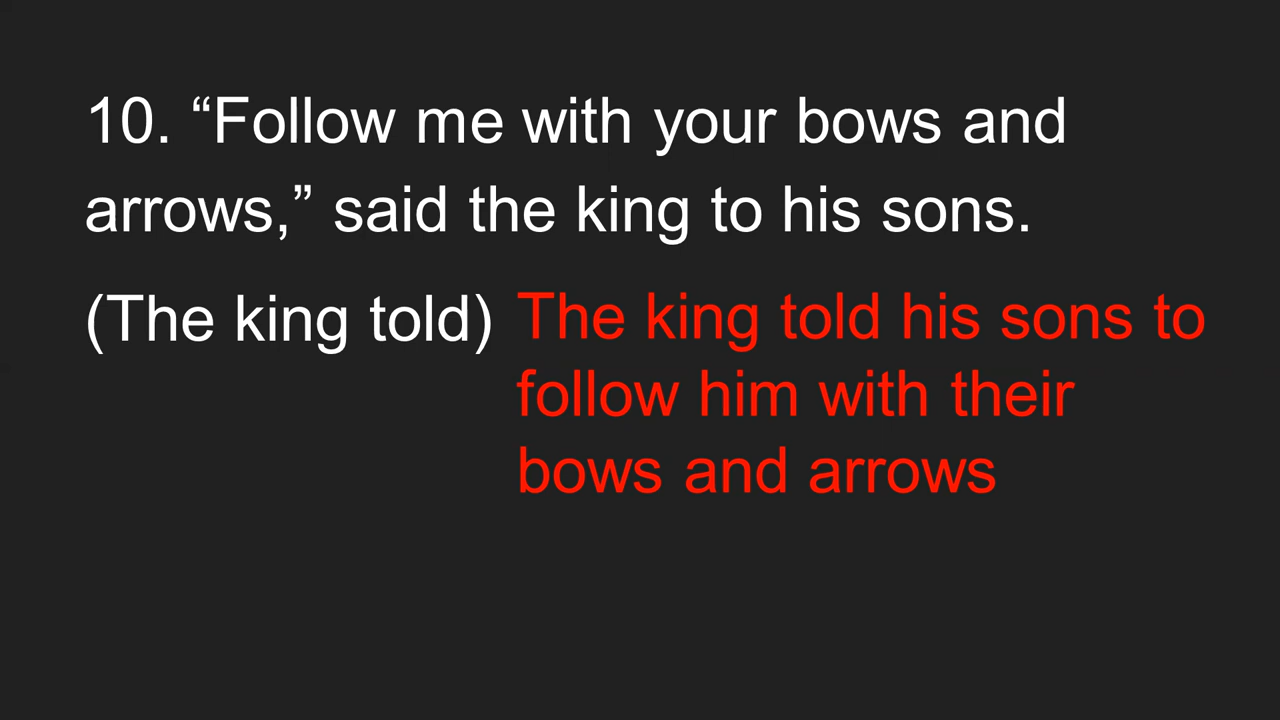 10. “Follow me with your bows and
arrows,” said the king to his sons.
(The king told) The king told his sons to
follow him with their
bows and arrows